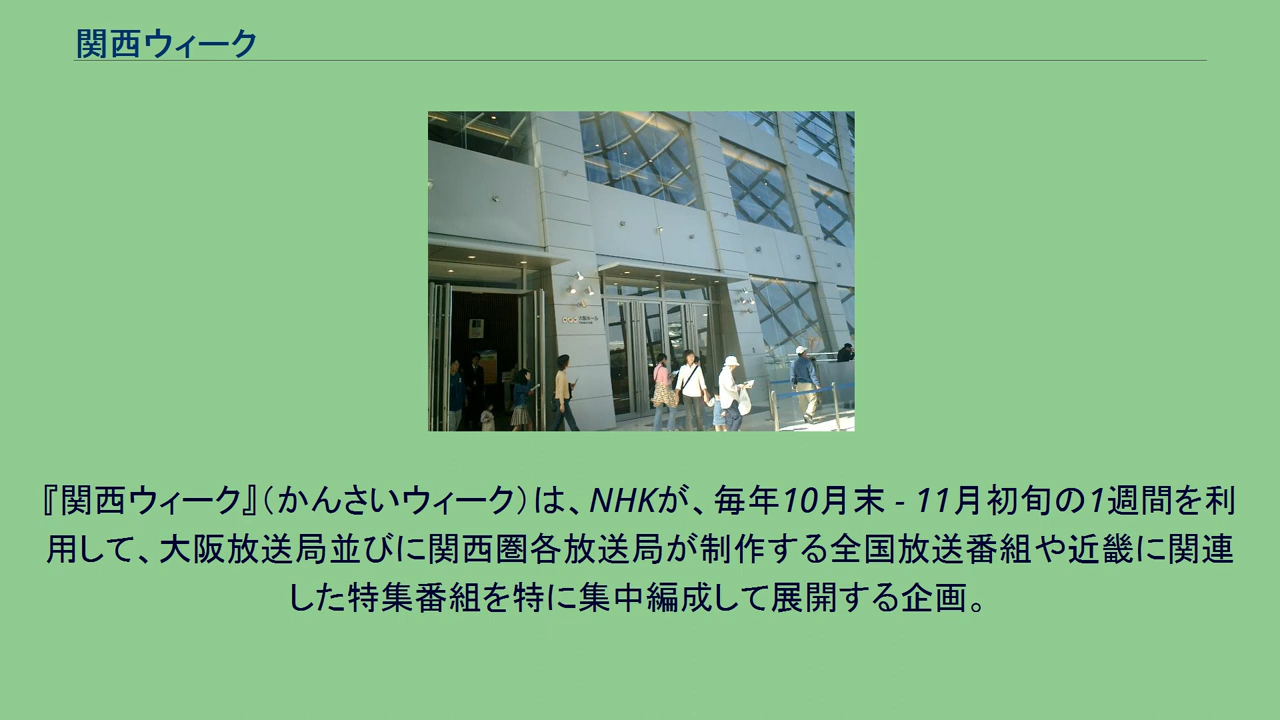 関西ウィーク
大阪ホール
『関西ウィーク』（かんさいウィーク）は、NHKが、毎年10月末 - 11月初旬の1週間を利
用して、大阪放送局並びに関西圏各放送局が制作する全国放送番組や近畿に関連
した特集番組を特に集中編成して展開する企画。